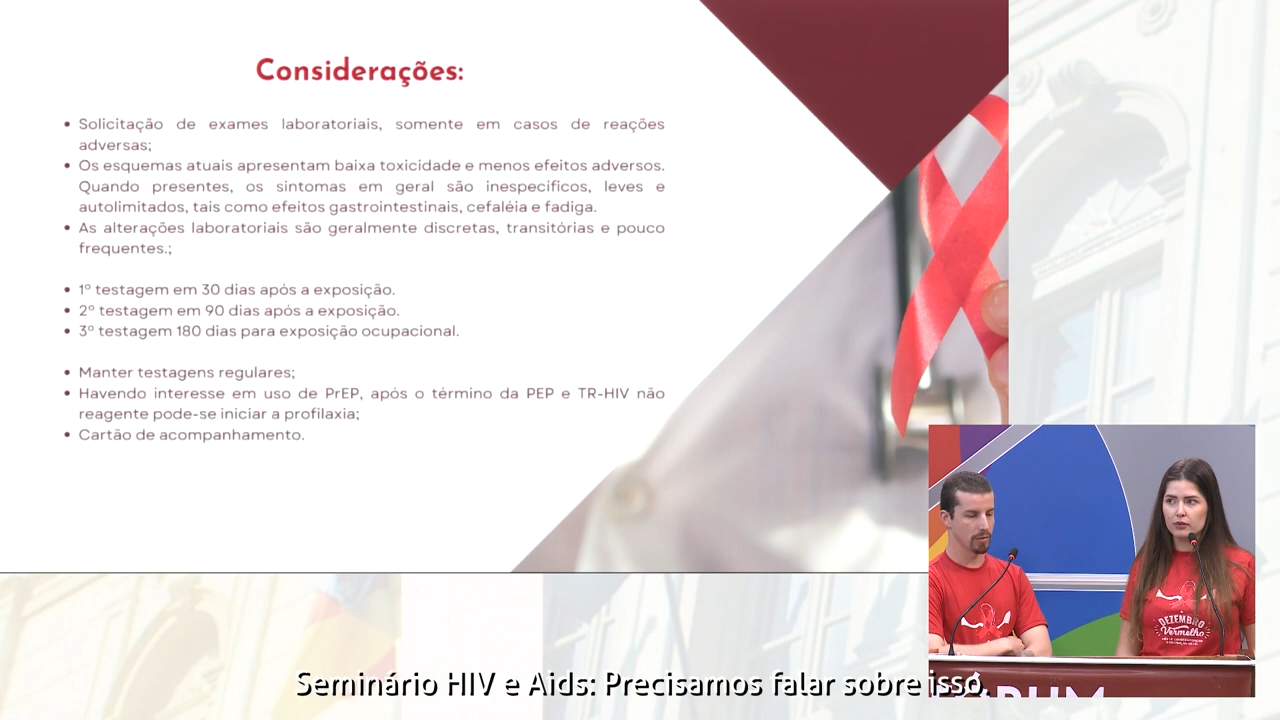 Considerações:
Solicitação de exames laboratoriais, somente em casos de reações
adversas;
Os esquemas atuais apresentam baixa toxicidade e menos efeitos adversos.
Quando presentes, os sintomas em geral são inespecíficos, leves e
autolimitados, tais como efeitos gastrointestinais, cefaléia e fadiga.
As alterações laboratoriais são geralmente discretas, transitórias e pouco
frequentes.;
1º testagem em 30 dias após a exposição.
2º testagem em 90 dias após a exposição.
3º testagem 180 dias para exposição ocupacional.
Manter testagens regulares;
Havendo interesse em uso de PrEP, após o término da PEP e TR-HIV não
reagente pode-se iniciar a profilaxia;
Cartão de acompanhamento.
DEZEMBRO
Vermelho
Seminário HIV e Aids: Precisamos falar sobre isso.